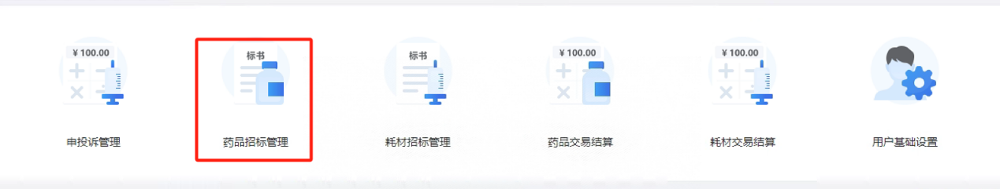 ¥ 100.00
标书
标书
¥ 100.00
¥ 100.00
申投诉管理
药品招标管理
耗材招标管理
药品交易结算
耗材交易结算
用户基础设置